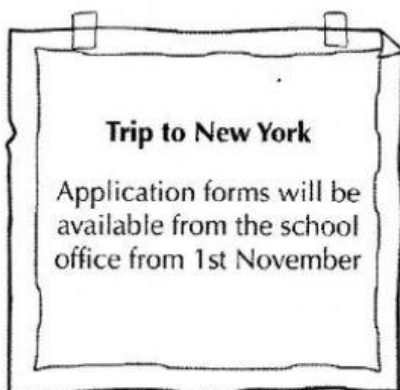 Trip to New York
Application forms will be
available from the school
office from 1st November